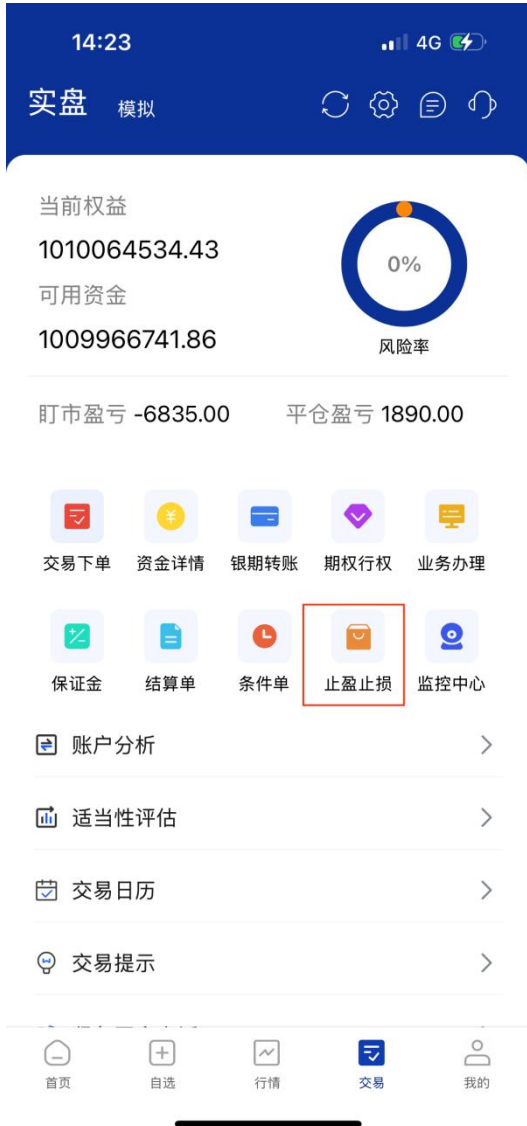 14:23 4G
实盘 模拟
当前权益
1010064534.43
0%
可用资金
1009966741.86
风险率
盯市盈亏 -6835.00 平仓盈亏 1890.00
交易下单 资金详情 银期转账 期权行权 业务办理
保证金 结算单 条件单 止盈止损 监控中心
账户分析
适当性评估
交易日历
交易提示
首页 自选 行情 交易 我的